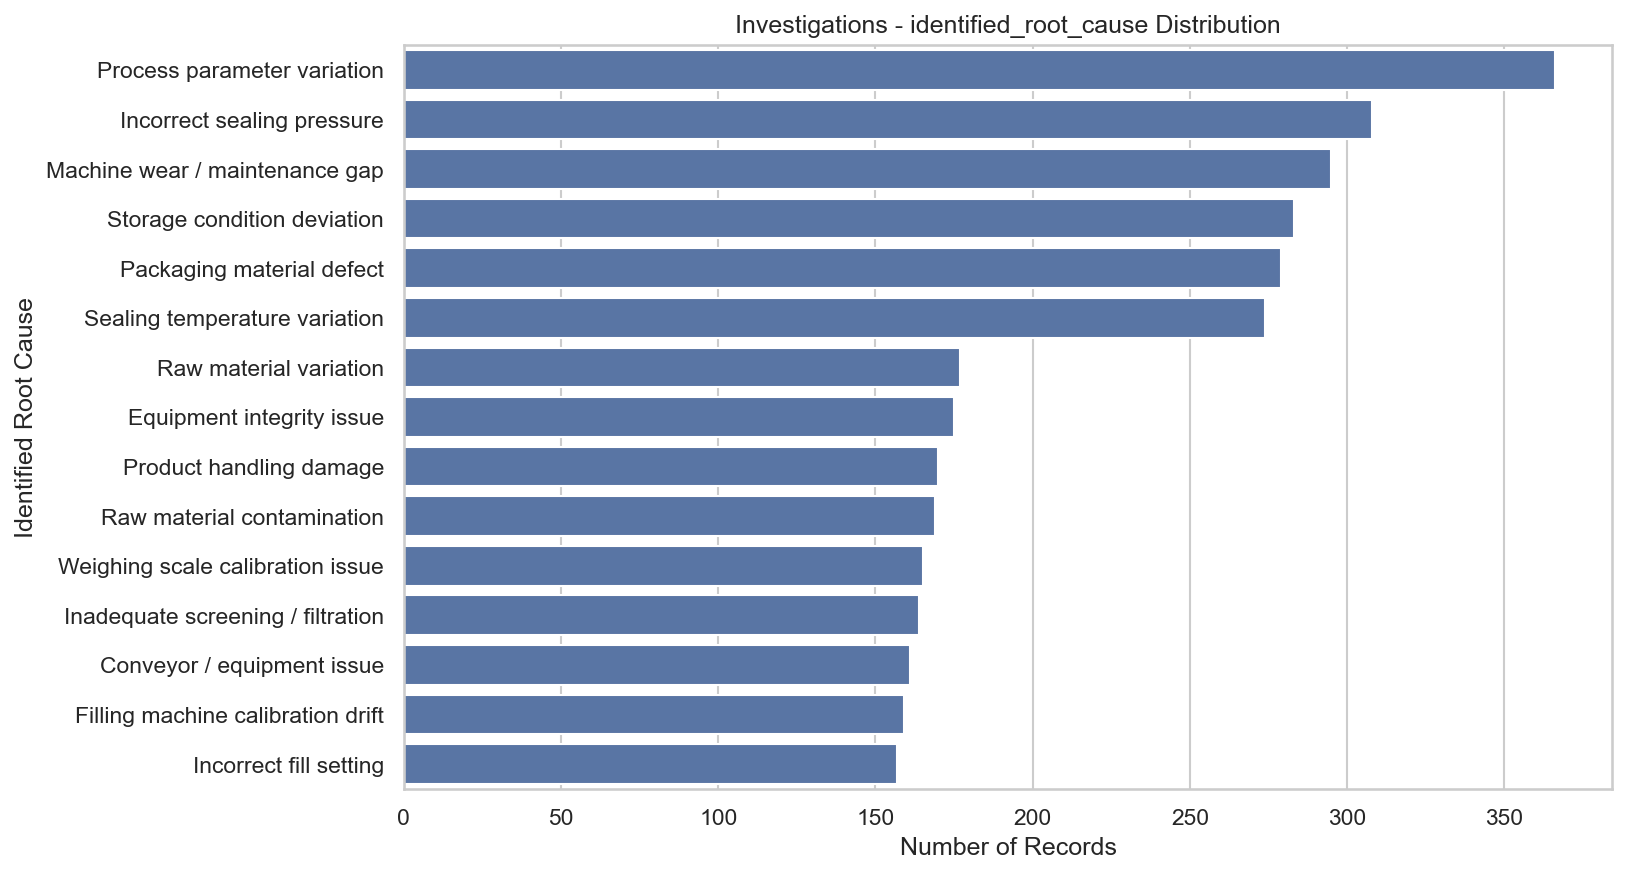 Investigations - identified_root_cause Distribution
Identified Root Cause
Process parameter variation
Incorrect sealing pressure
Machine wear / maintenance gap
Storage condition deviation
Packaging material defect
Sealing temperature variation
Raw material variation
Equipment integrity issue
Product handling damage
Raw material contamination
Weighing scale calibration issue
Inadequate screening / filtration
Conveyor / equipment issue
Filling machine calibration drift
Incorrect fill setting
0 50 100 150 200 250 300 350
Number of Records